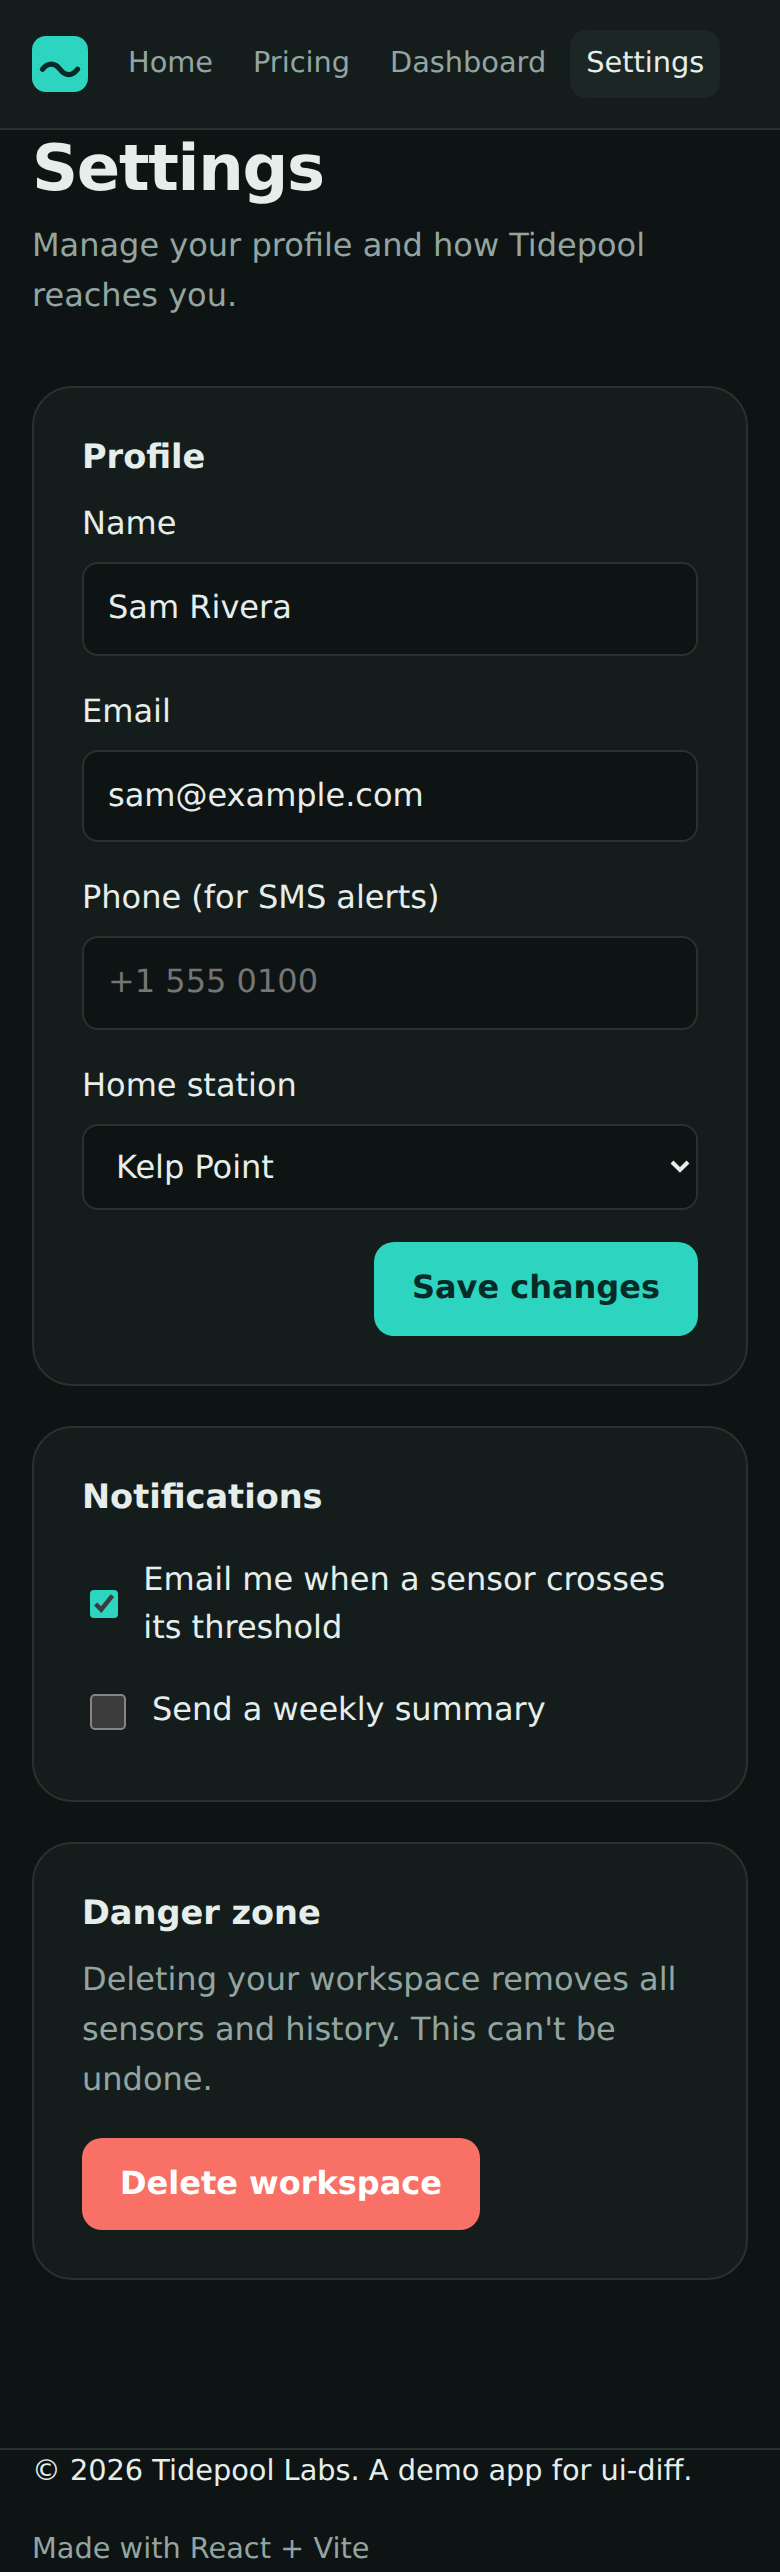 Home Pricing Dashboard Settings
Settings
Manage your profile and how Tidepool
reaches you.
Profile
Name
Sam Rivera
Email
sam@example.com
Phone (for SMS alerts)
+1 555 0100
Home station
Kelp Point
Save changes
Notifications
Email me when a sensor crosses
its threshold
Send a weekly summary
Danger zone
Deleting your workspace removes all
sensors and history. This can't be
undone.
Delete workspace
© 2026 Tidepool Labs. A demo app for ui-diff.
Made with React + Vite